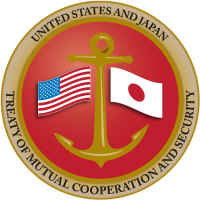 UNITED STATES AND JAPAN
TREATY OF MUTUAL COOPERATION AND SECURITY